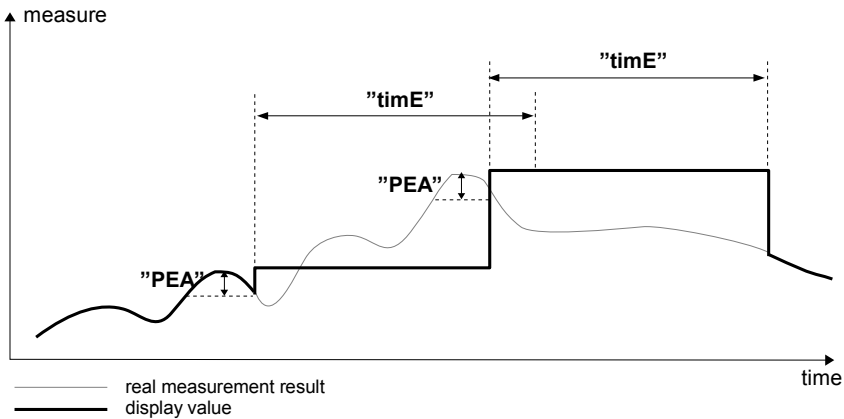 measure
”timE”
”timE”
”PEA”
”PEA”
time
real measurement result
display value